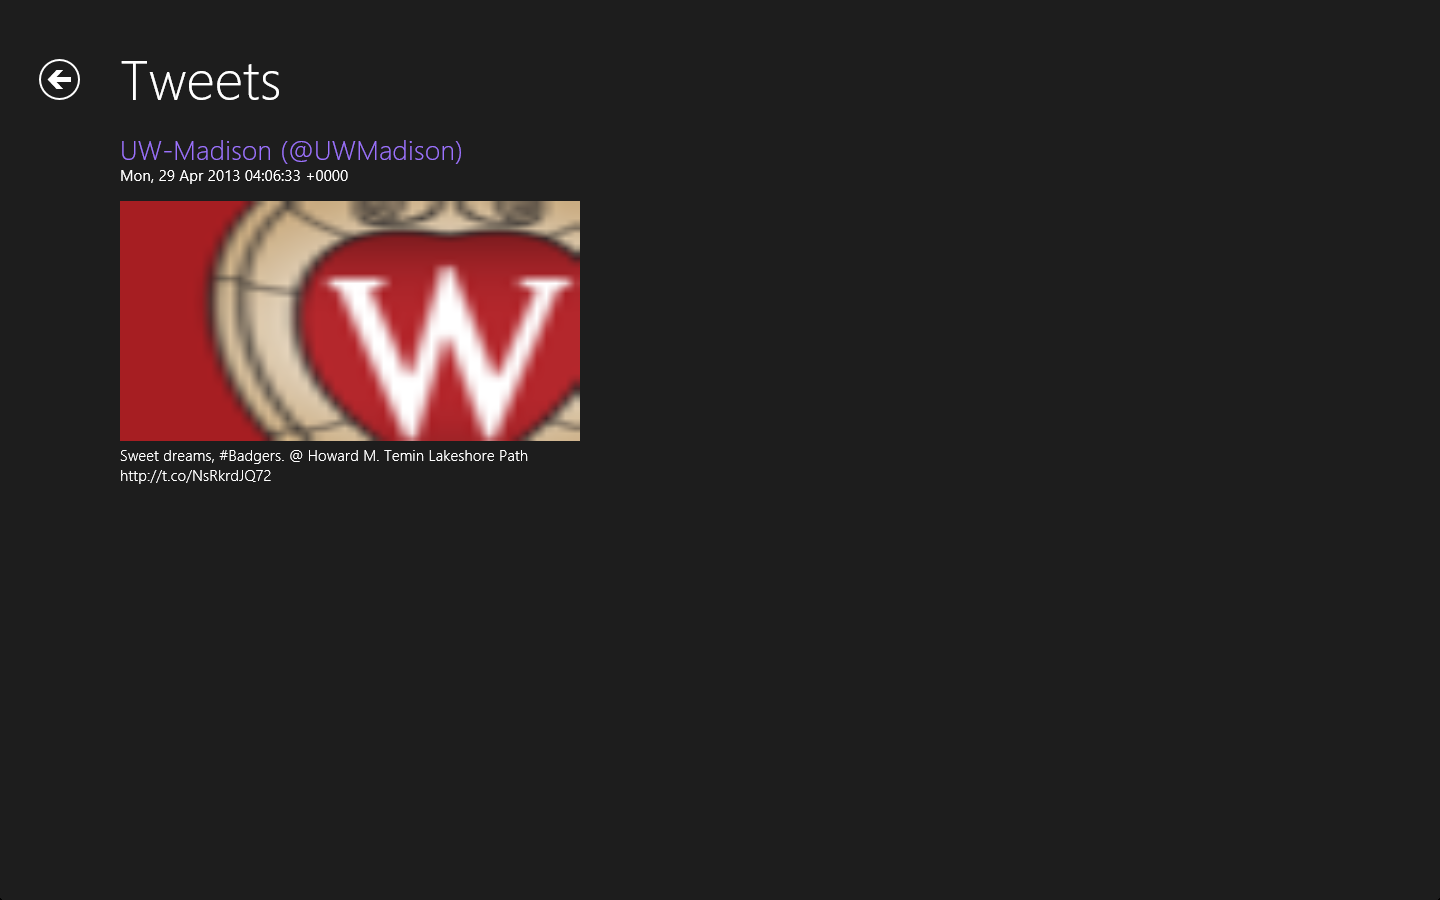 Tweets
UW-Madison (@UWMadison)
Mon, 29 Apr 2013 04:06:33 +0000
W
Sweet dreams, #Badgers. @ Howard M. Temin Lakeshore Path
http://t.co/NsRkrdJQ72